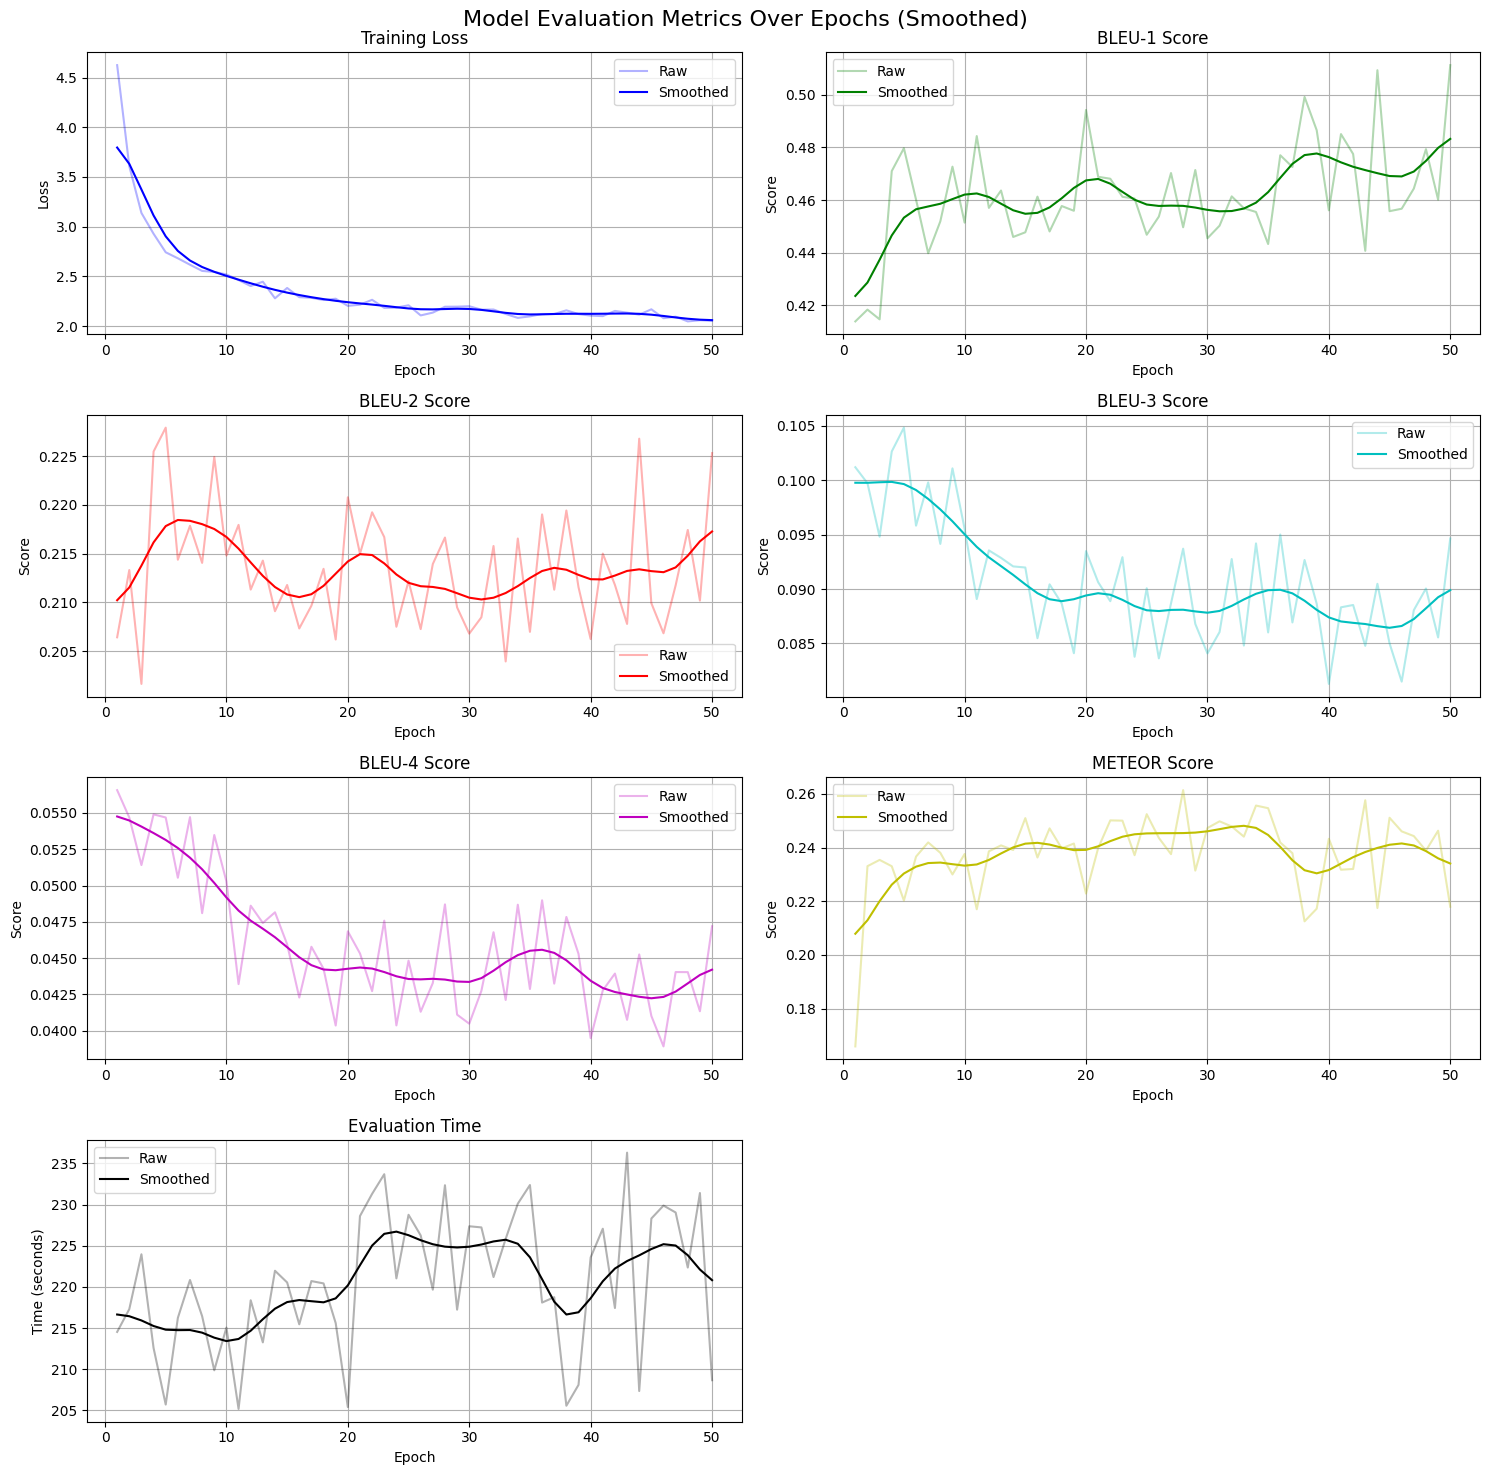 Model Evaluation Metrics Over Epochs (Smoothed)
Training Loss
Raw
Smoothed
4.5
4.0
3.5
3.0
2.5
2.0
Loss
0 10 20 30 40 50
Epoch
BLEU-1 Score
Raw
Smoothed
0.50
0.48
0.46
0.44
0.42
Score
0 10 20 30 40 50
Epoch
BLEU-2 Score
0.225
0.220
0.215
0.210
0.205
Score
Raw
Smoothed
0 10 20 30 40 50
Epoch
BLEU-3 Score
Raw
Smoothed
0.105
0.100
0.095
0.090
0.085
Score
0 10 20 30 40 50
Epoch
BLEU-4 Score
Raw
Smoothed
0.0550
0.0525
0.0500
0.0475
0.0450
0.0425
0.0400
Score
0 10 20 30 40 50
Epoch
METEOR Score
Raw
Smoothed
0.26
0.24
0.22
0.20
0.18
Score
0 10 20 30 40 50
Epoch
Evaluation Time
Raw
Smoothed
235
230
225
220
215
210
205
Time (seconds)
0 10 20 30 40 50
Epoch